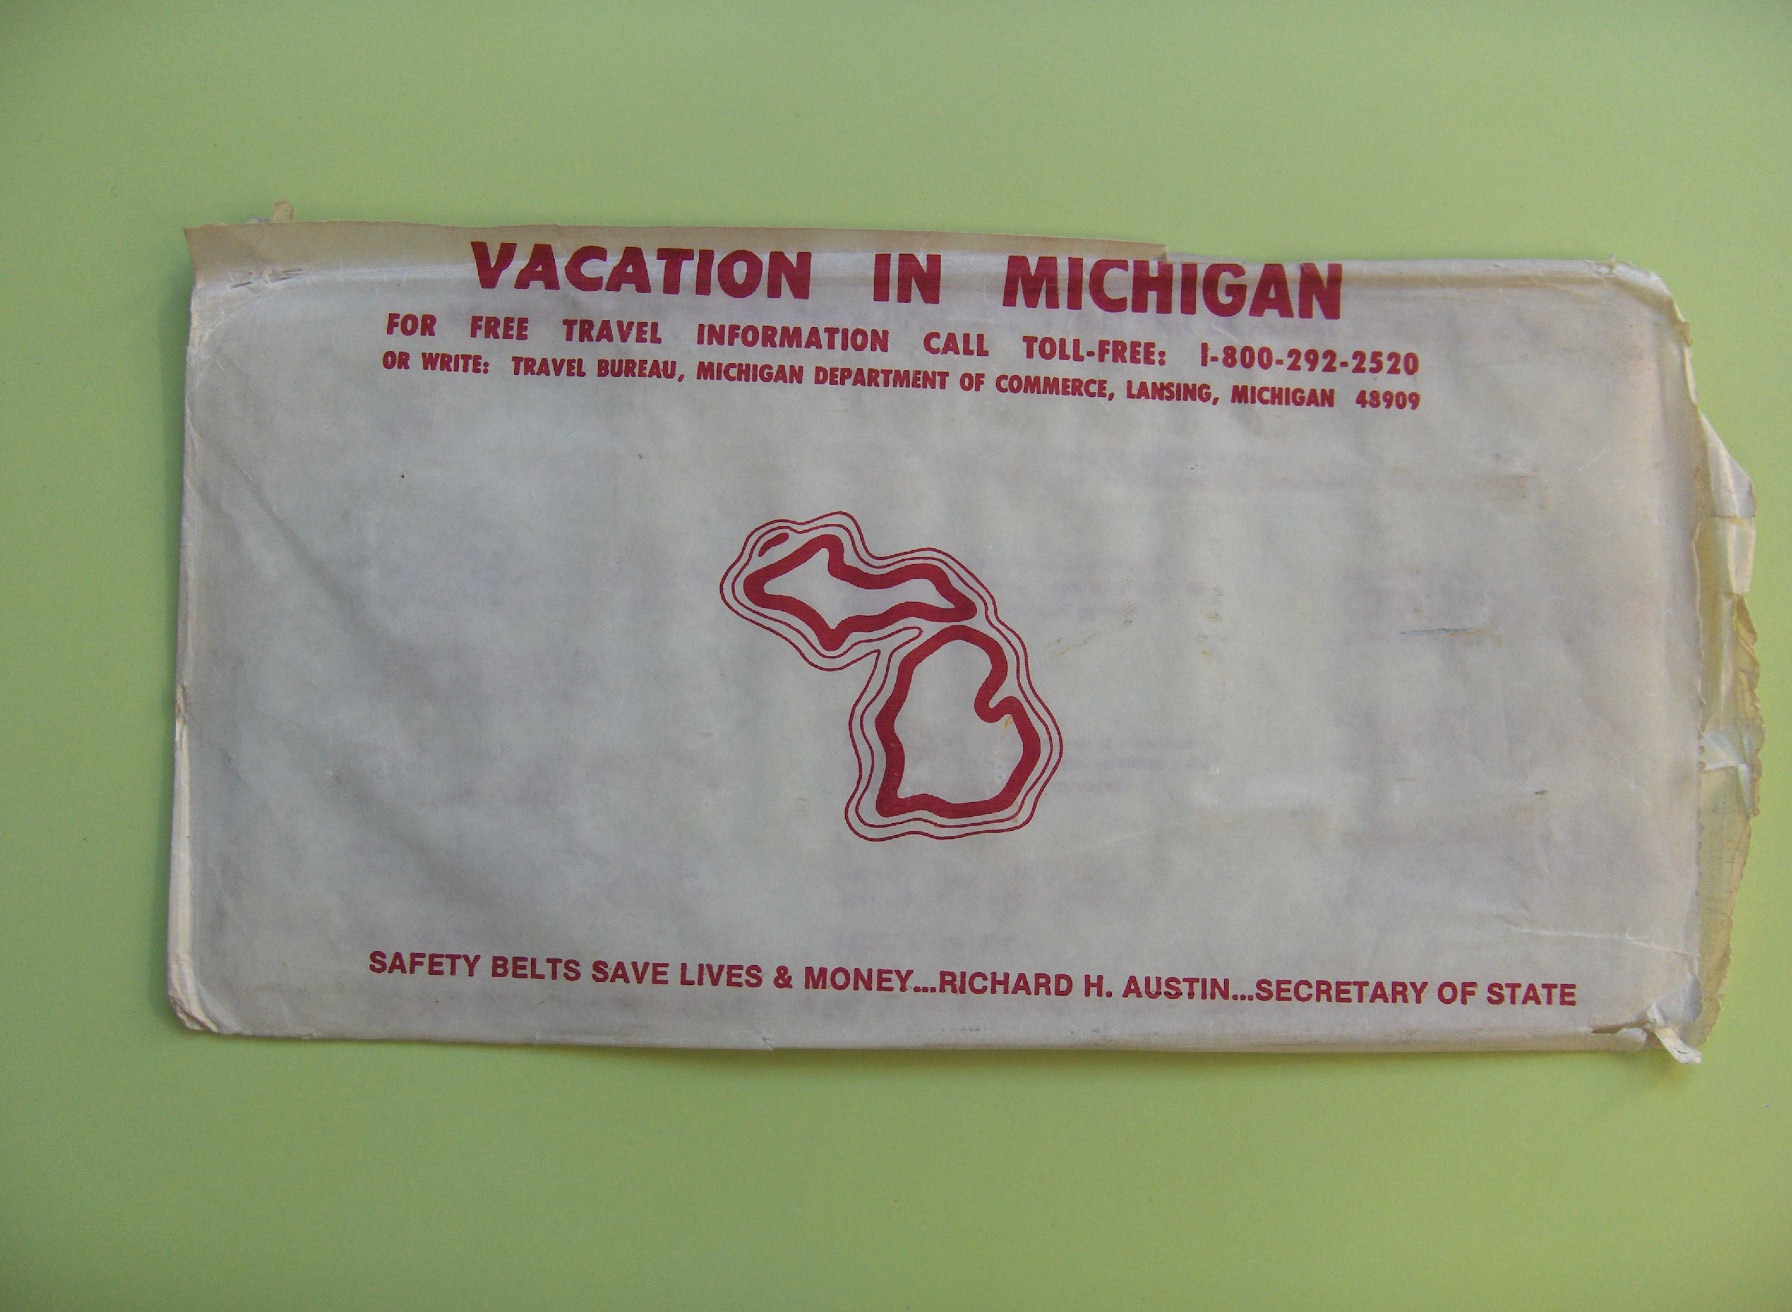 VACATION IN MICHIGAN
FOR FREE TRAVEL INFORMATION CALL TOLL-FREE: 1-800-292-2520
OR WRITE: TRAVEL BUREAU, MICHIGAN DEPARTMENT OF COMMERCE, LANSING, MICHIGAN 48909
SAFETY BELTS SAVE LIVES & MONEY...RICHARD H. AUSTIN...SECRETARY OF STATE